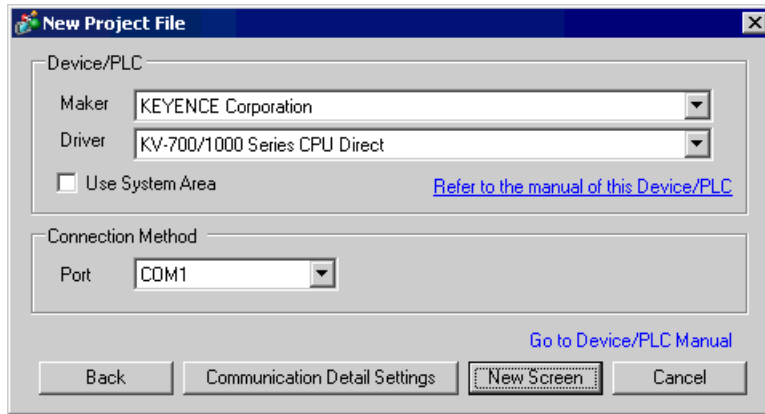 New Project File
Device/PLC
Maker KEYENCE Corporation
Driver KV-700/1000 Series CPU Direct
Use System Area Refer to the manual of this Device/PLC
Connection Method
Port COM1
Go to Device/PLC Manual
Back Communication Detail Settings New Screen Cancel